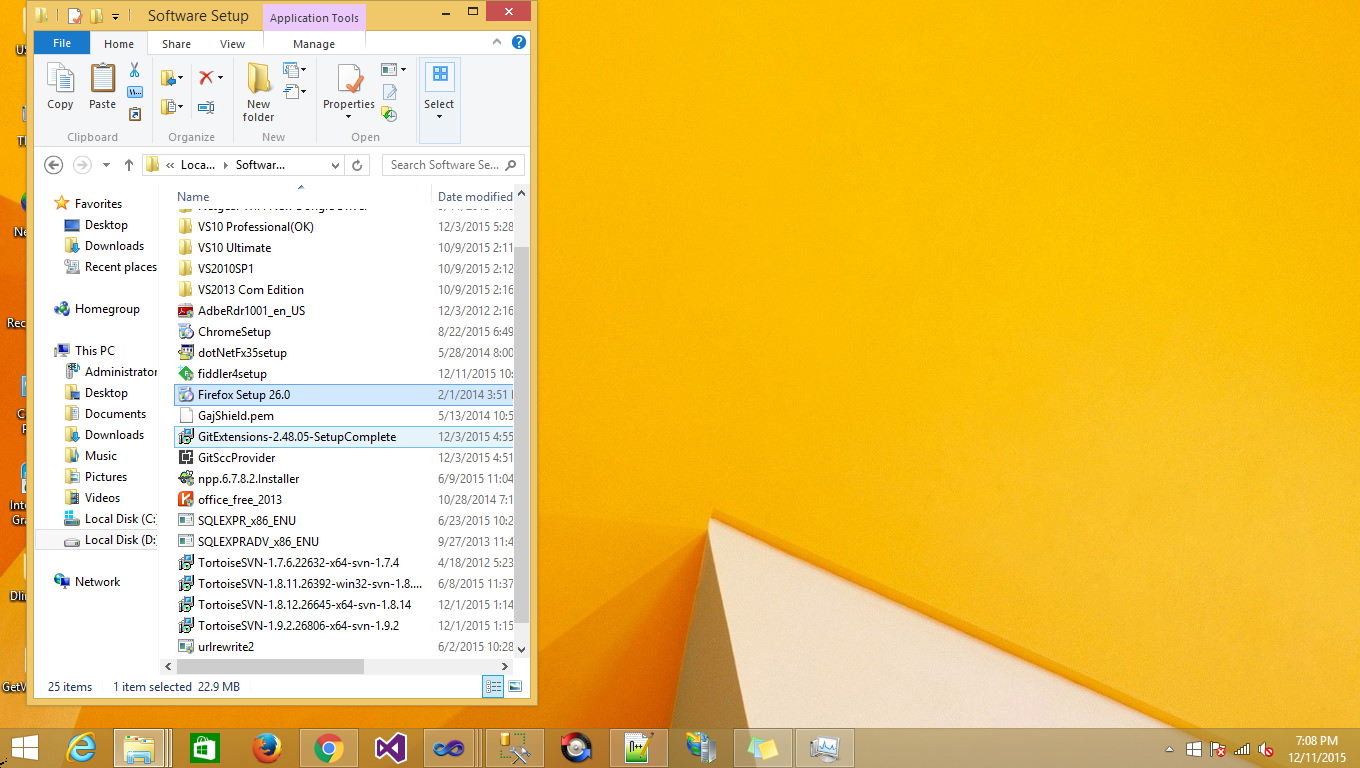 Software Setup
Application Tools
File
Home
Share
View
Manage
Copy
Paste
New folder
Properties
Select
Clipboard
Organize
New
Open
« Loca... Softwar...
Search Software Se...
Favorites
Desktop
Downloads
Recent places
Homegroup
This PC
Administrator
Desktop
Documents
Downloads
Music
Pictures
Videos
Local Disk (C:
Local Disk (D:
Network
Name Date modified
VS10 Professional(OK) 12/3/2015 5:28
VS10 Ultimate 10/9/2015 2:11
VS2010SP1 10/9/2015 2:12
VS2013 Com Edition 10/9/2015 2:16
AdbeRdr1001_en_US 12/3/2012 2:16
ChromeSetup 8/22/2015 6:49
dotNetFx35setup 5/28/2014 8:00
fiddler4setup 12/11/2015 10:
Firefox Setup 26.0 2/1/2014 3:51
GajShield.pem 5/13/2014 10:5
GitExtensions-2.48.05-SetupComplete 12/3/2015 4:55
GitSccProvider 12/3/2015 4:51
npp.6.7.8.2.Installer 6/9/2015 11:04
office_free_2013 10/28/2014 7:1
SQLEXPR_x86_ENU 6/23/2015 10:2
SQLEXPRADV_x86_ENU 9/27/2013 11:4
TortoiseSVN-1.7.6.22632-x64-svn-1.7.4 4/18/2012 5:23
TortoiseSVN-1.8.11.26392-win32-svn-1.8.... 6/8/2015 11:37
TortoiseSVN-1.8.12.26645-x64-svn-1.8.14 12/1/2015 1:14
TortoiseSVN-1.9.2.26806-x64-svn-1.9.2 12/1/2015 1:15
urlrewrite2 6/2/2015 10:28
25 items 1 item selected 22.9 MB
7:08 PM
12/11/2015